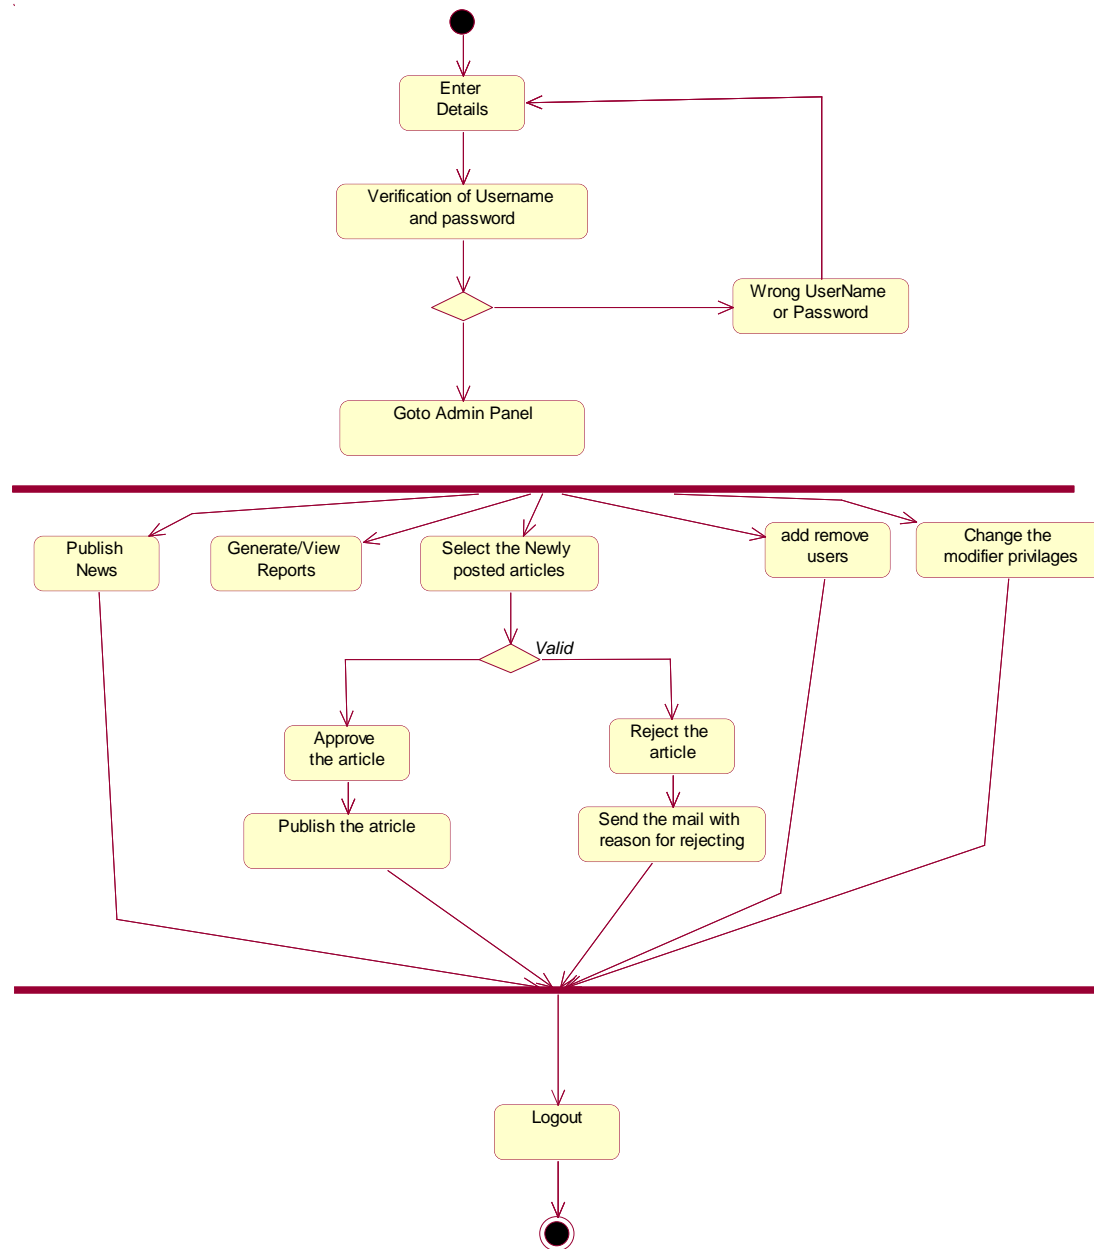 Enter
Details
Verification of Username
and password
Wrong UserName
or Password
Goto Admin Panel
Publish
News
Generate/View
Reports
Select the Newly
posted articles
add remove
users
Change the
modifier privilages
Valid
Approve
the article
Reject the
article
Publish the atricle
Send the mail with
reason for rejecting
Logout